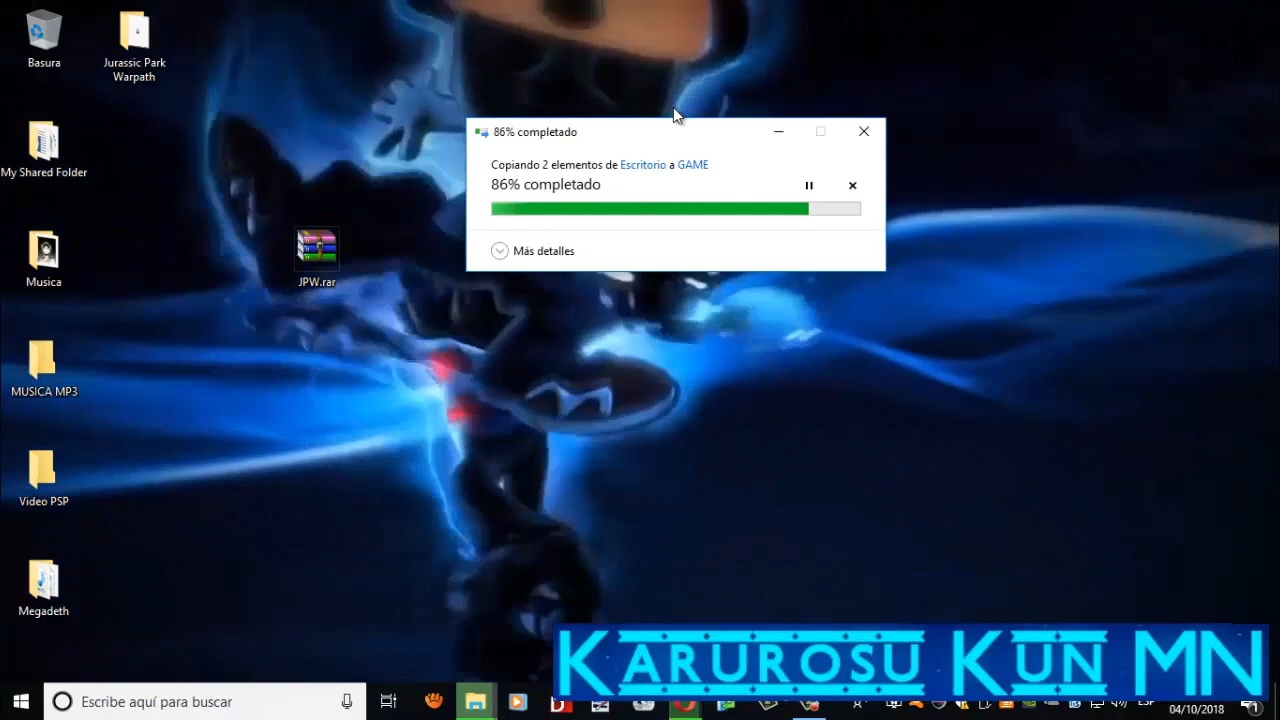 Basura
Jurassic Park
Warpath
My Shared Folder
Musica
MUSICA MP3
Video PSP
Megadeth
JPW.rar
86% completado
Copiando 2 elementos de Escritorio a GAME
86% completado
Más detalles
KARUROSU KUN MN
Escribe aquí para buscar
04/10/2018